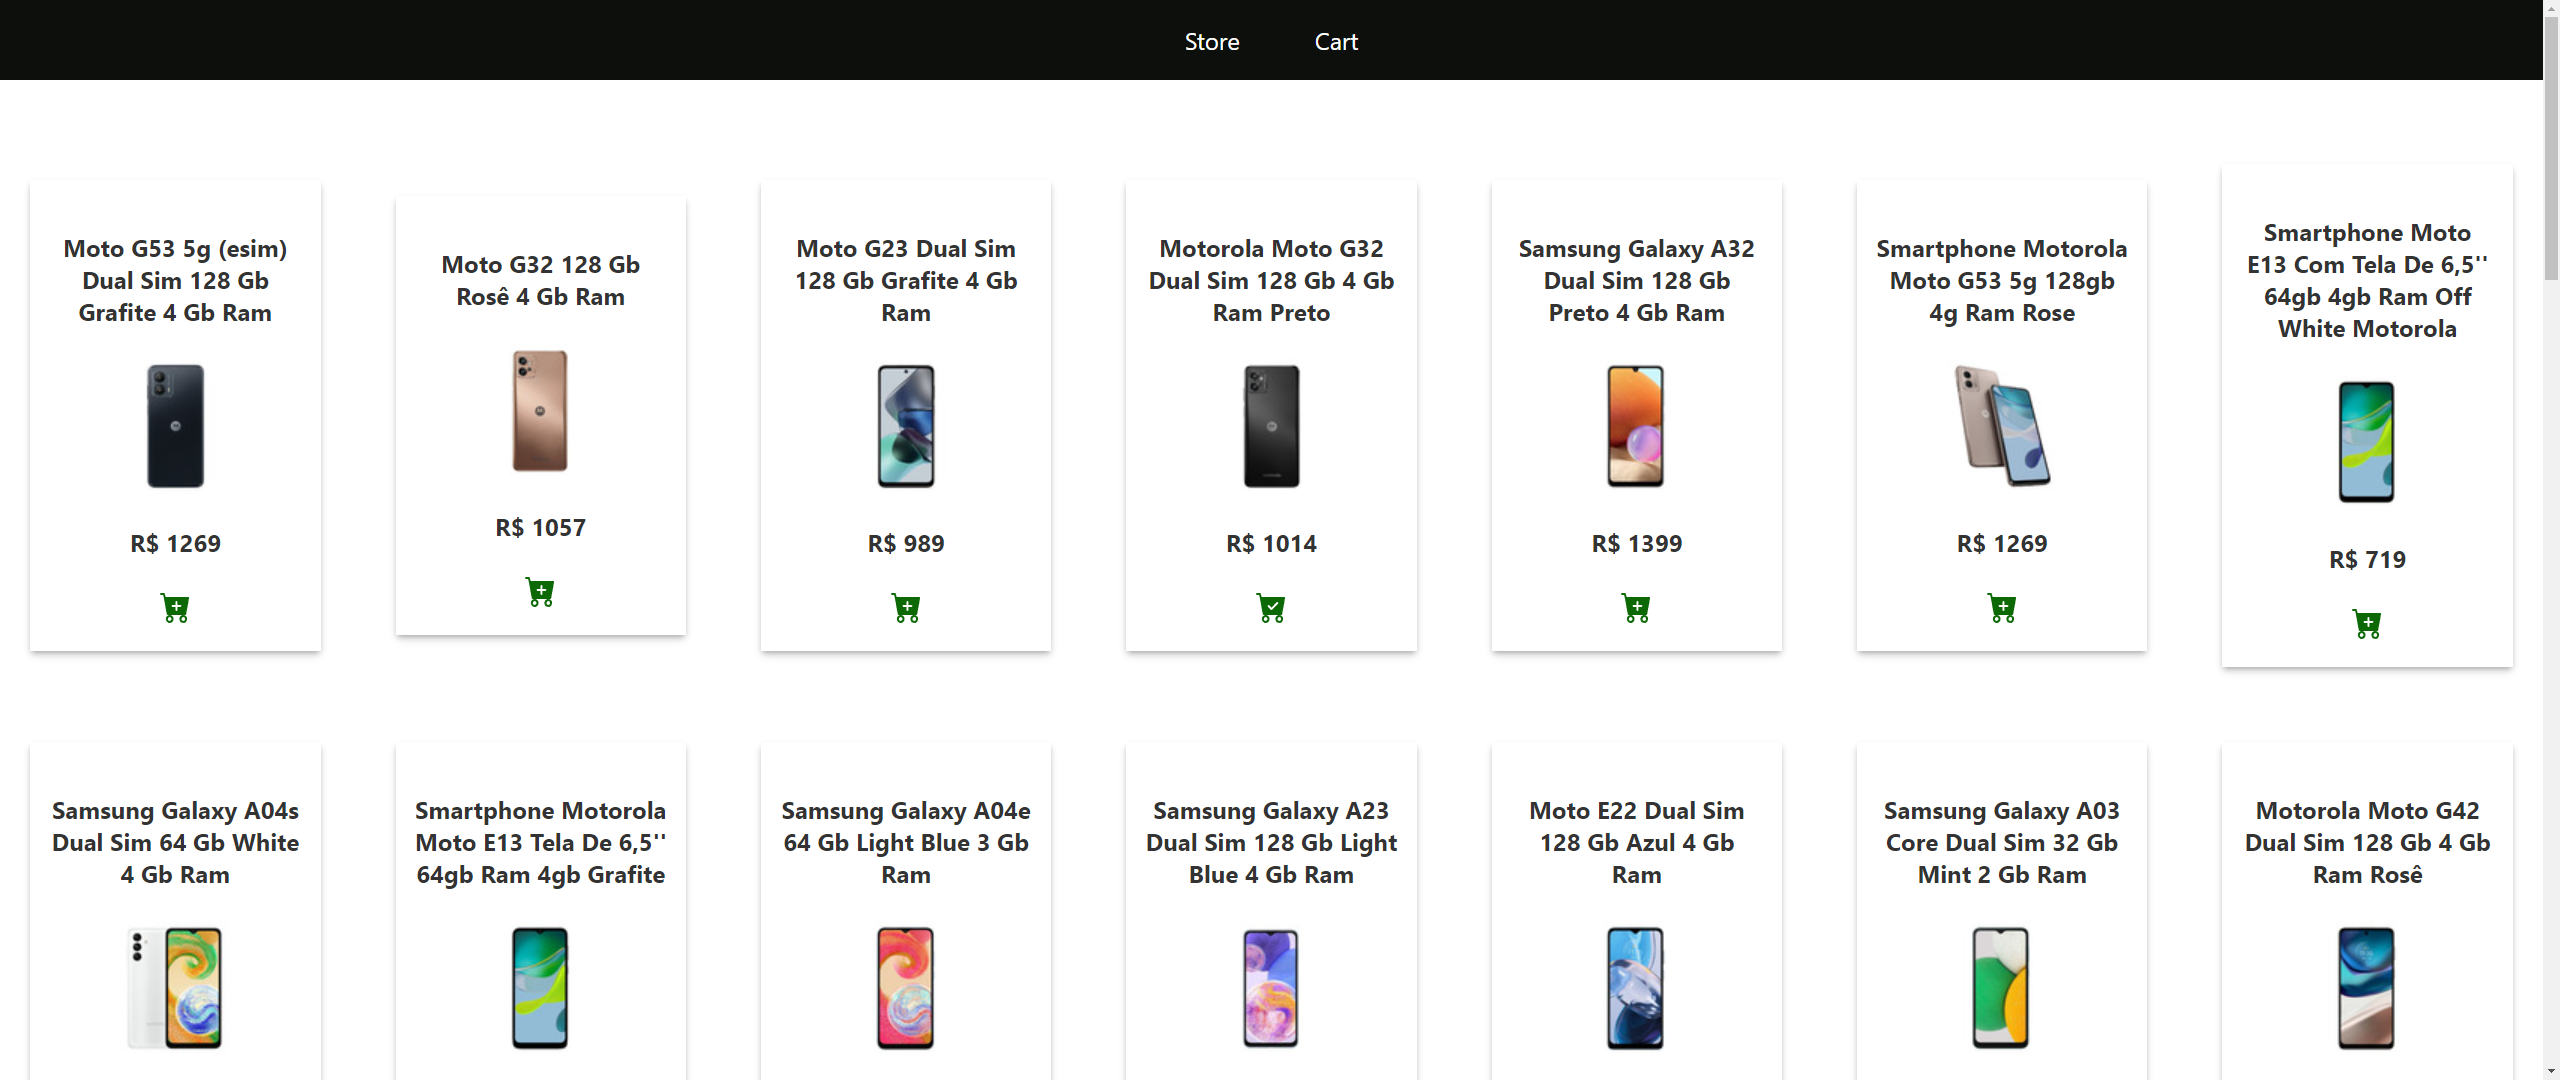 Store
Cart
Moto G53 5g (esim)
Dual Sim 128 Gb
Grafite 4 Gb Ram
R$ 1269
Moto G32 128 Gb
Rosê 4 Gb Ram
R$ 1057
Moto G23 Dual Sim
128 Gb Grafite 4 Gb
Ram
R$ 989
Motorola Moto G32
Dual Sim 128 Gb 4 Gb
Ram Preto
R$ 1014
Samsung Galaxy A32
Dual Sim 128 Gb
Preto 4 Gb Ram
R$ 1399
Smartphone Motorola
Moto G53 5g 128gb
4g Ram Rose
R$ 1269
Smartphone Moto
E13 Com Tela De 6,5''
64gb 4gb Ram Off
White Motorola
R$ 719
Samsung Galaxy A04s
Dual Sim 64 Gb White
4 Gb Ram
Smartphone Motorola
Moto E13 Tela De 6,5''
64gb Ram 4gb Grafite
Samsung Galaxy A04e
64 Gb Light Blue 3 Gb
Ram
Samsung Galaxy A23
Dual Sim 128 Gb Light
Blue 4 Gb Ram
Moto E22 Dual Sim
128 Gb Azul 4 Gb
Ram
Samsung Galaxy A03
Core Dual Sim 32 Gb
Mint 2 Gb Ram
Motorola Moto G42
Dual Sim 128 Gb 4 Gb
Ram Rosê